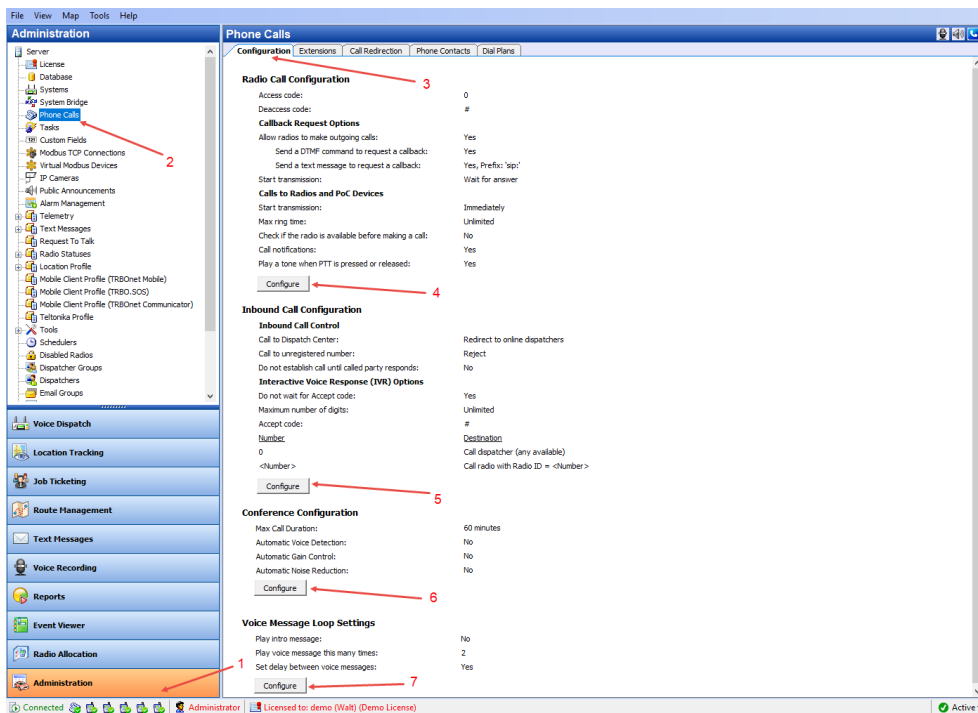 File View Map Tools Help
Administration
Server
License
Database
Systems
System Bridge
Phone Calls
Tasks
Custom Fields
Modbus TCP Connections
Virtual Modbus Devices
IP Cameras
Public Announcements
Alarm Management
Telemetry
Text Messages
Request To Talk
Radio Statuses
Location Profile
Mobile Client Profile (TRBOnet Mobile)
Mobile Client Profile (TRBO.SOS)
Mobile Client Profile (TRBOnet Communicator)
Teltonika Profile
Tools
Schedulers
Disabled Radios
Dispatcher Groups
Dispatchers
Email Groups
2
Voice Dispatch
Location Tracking
Job Ticketing
Route Management
Text Messages
Voice Recording
Reports
Event Viewer
Radio Allocation
Administration
1
Phone Calls
Configuration Extensions Call Redirection Phone Contacts Dial Plans
3
Radio Call Configuration
Access code: 0
Deaccess code: #
Callback Request Options
Allow radios to make outgoing calls: Yes
Send a DTMF command to request a callback: Yes
Send a text message to request a callback: Yes, Prefix: 'sip:'
Start transmission: Wait for answer
Calls to Radios and PoC Devices
Start transmission: Immediately
Max ring time: Unlimited
Check if the radio is available before making a call: No
Call notifications: Yes
Play a tone when PTT is pressed or released: Yes
Configure 4
Inbound Call Configuration
Inbound Call Control
Call to Dispatch Center: Redirect to online dispatchers
Call to unregistered number: Reject
Do not establish call until called party responds: No
Interactive Voice Response (IVR) Options
Do not wait for Accept code: Yes
Maximum number of digits: Unlimited
Accept code: #
Number Destination
0 Call dispatcher (any available)
<Number> Call radio with Radio ID = <Number>
Configure 5
Conference Configuration
Max Call Duration: 60 minutes
Automatic Voice Detection: No
Automatic Gain Control: No
Automatic Noise Reduction: No
Configure 6
Voice Message Loop Settings
Play intro message: No
Play voice message this many times: 2
Set delay between voice messages: Yes
Configure 7
Connected Administrator Licensed to: demo (Walt) (Demo License) Active